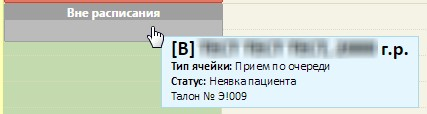 Вне расписания
[В] г.р.
Тип ячейки: Прием по очереди
Статус: Неявка пациента
Талон № Э!009